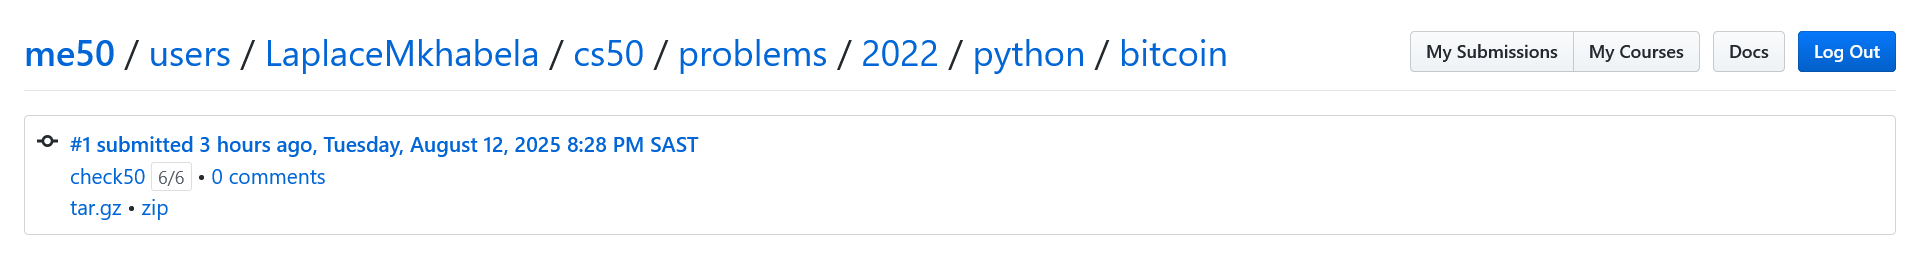 me50 / users / LaplaceMkhabela / cs50 / problems / 2022 / python / bitcoin
My Submissions My Courses Docs Log Out
#1 submitted 3 hours ago, Tuesday, August 12, 2025 8:28 PM SAST
check50 6/6 • 0 comments
tar.gz • zip